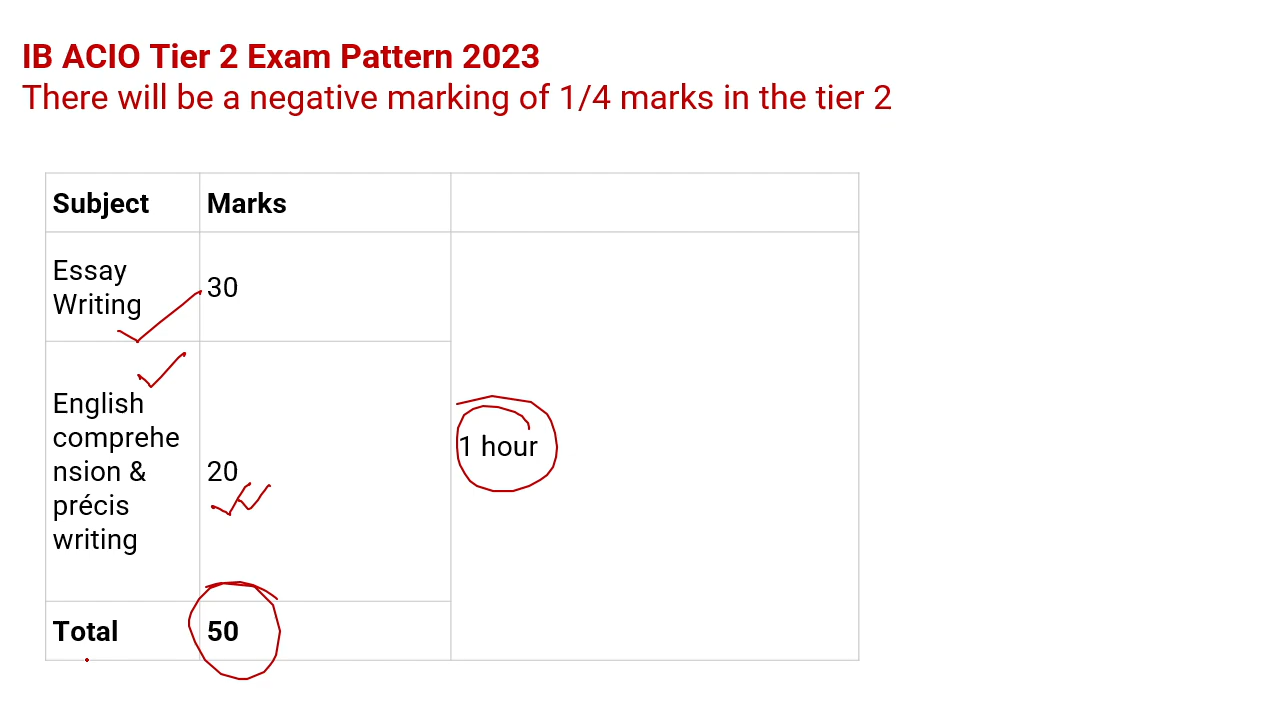 IB ACIO Tier 2 Exam Pattern 2023
There will be a negative marking of 1/4 marks in the tier 2
Subject
Marks
Essay
Writing
30
English
comprehe
nsion &
précis
writing
20
1 hour
Total
50